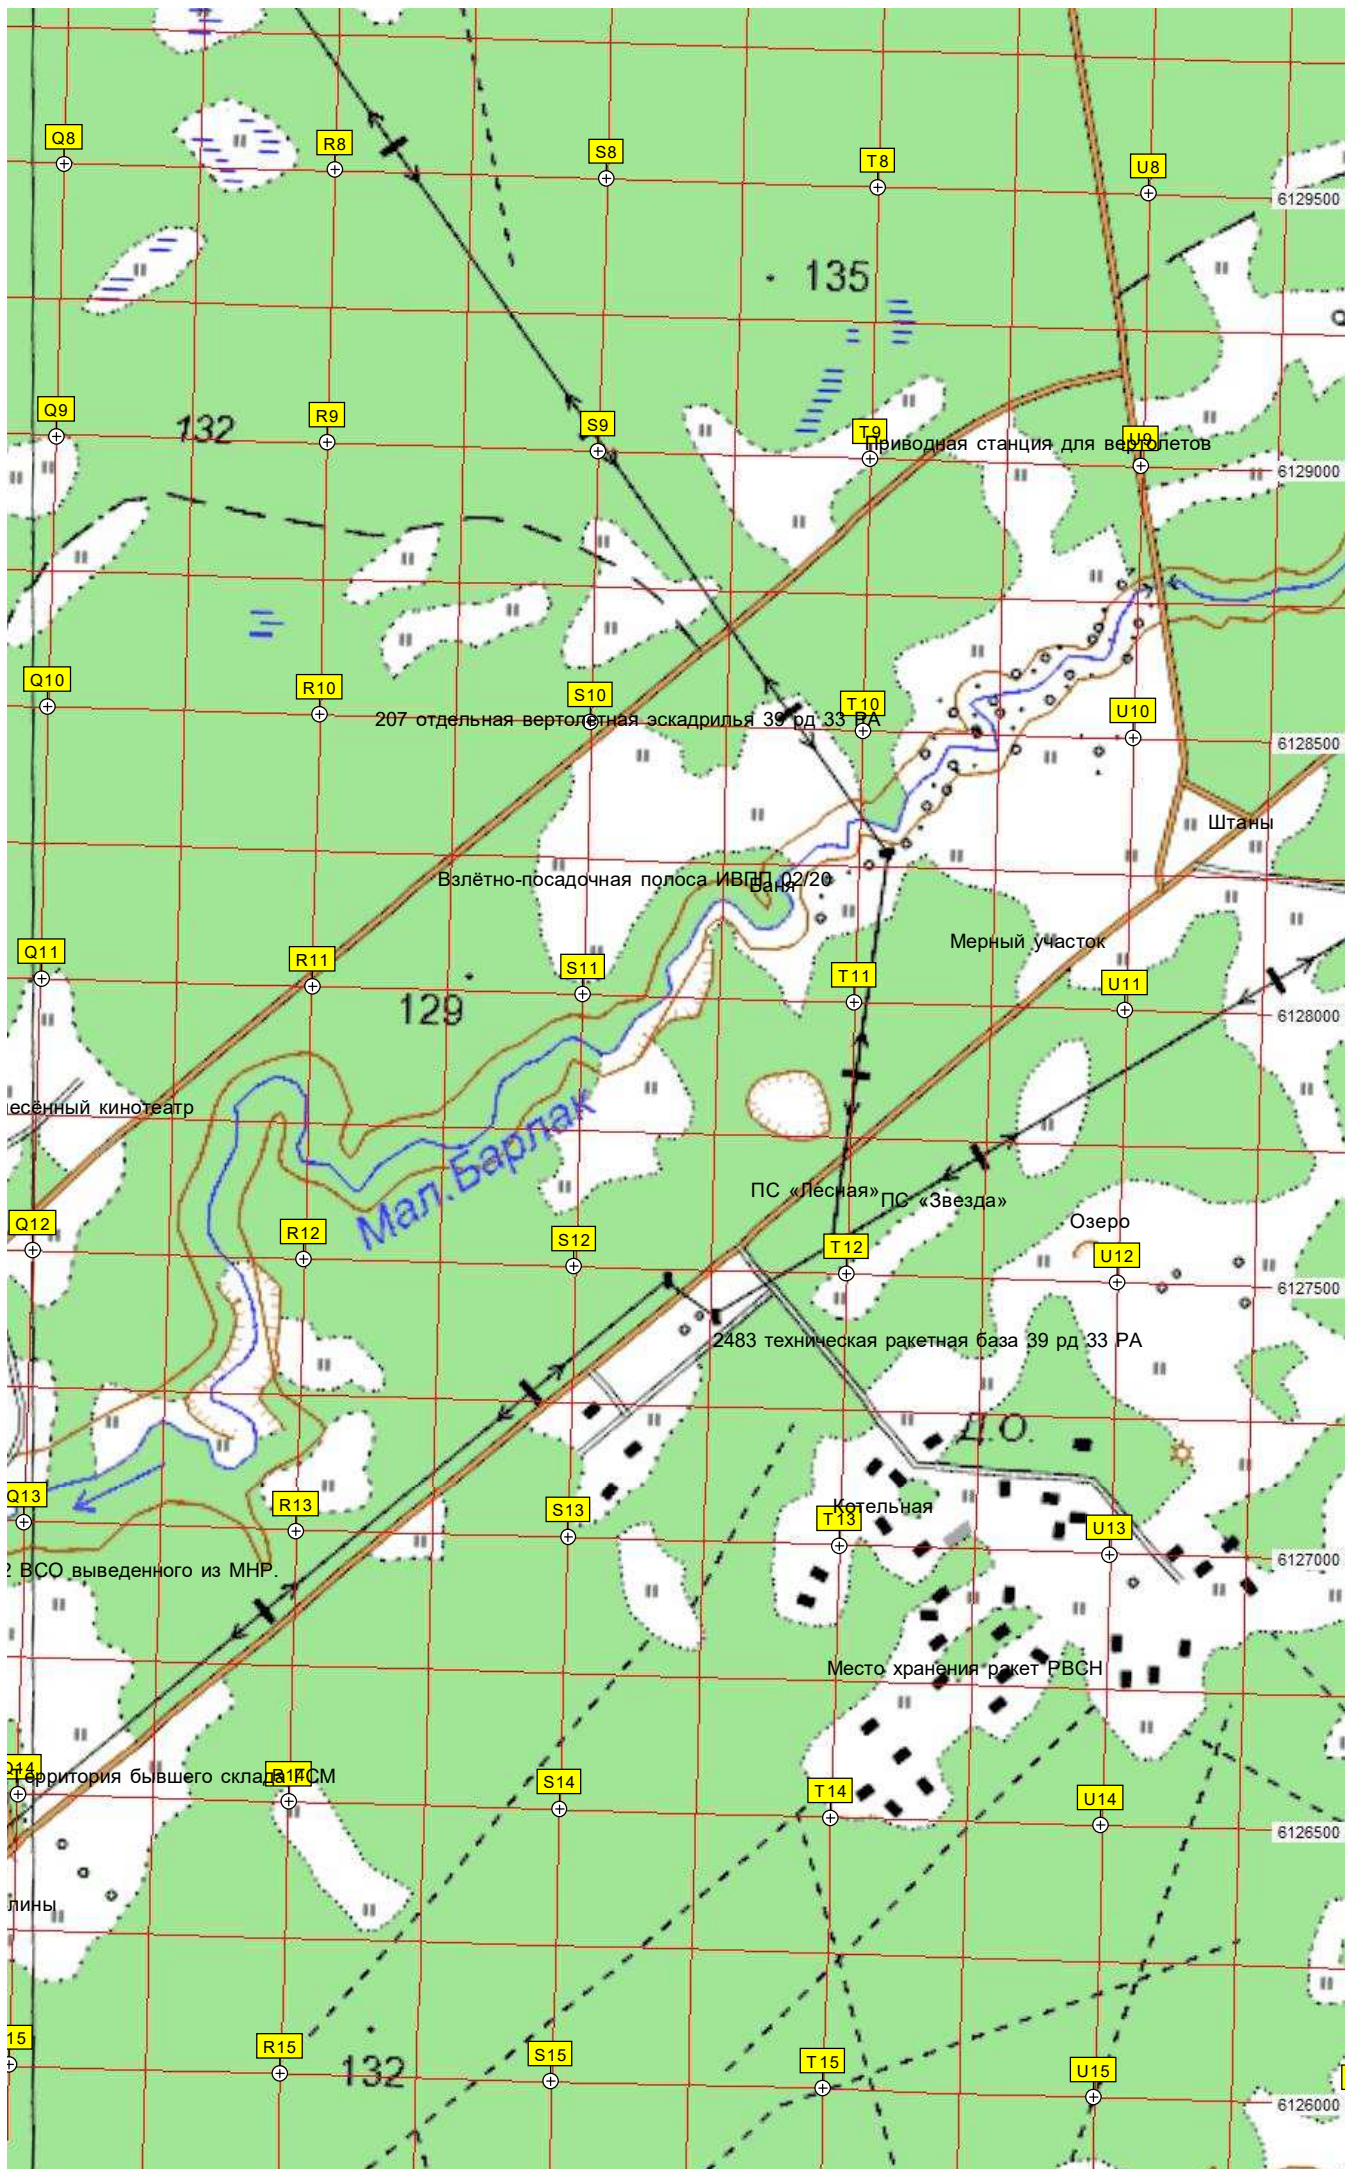 Q8
R8
S8
T8
U8
6129500
135
Q9
132
R9
S9
T9
U9
Приводная станция для вертолетов
6129000
Q10
R10
S10
T10
U10
207 отдельная вертолетная эскадрилья 39 рд 33 РА
6128500
Штаны
Взлётно-посадочная полоса ИВПП 02/20
Баня
Мерный участок
Q11
R11
S11
T11
U11
129
6128000
есённый кинотеатр
Мал.Барлак
ПС «Лесная»
ПС «Звезда»
Озеро
Q12
R12
S12
T12
U12
6127500
2483 техническая ракетная база 39 рд 33 РА
Д.О.
Q13
R13
S13
T13
Котельная
U13
6127000
2 ВСО выведенного из МНР.
Место хранения ракет РВСН
Q14
Территория бывшего склада ГСМ
R14
S14
T14
U14
6126500
лины
15
R15
132
S15
T15
U15
6126000